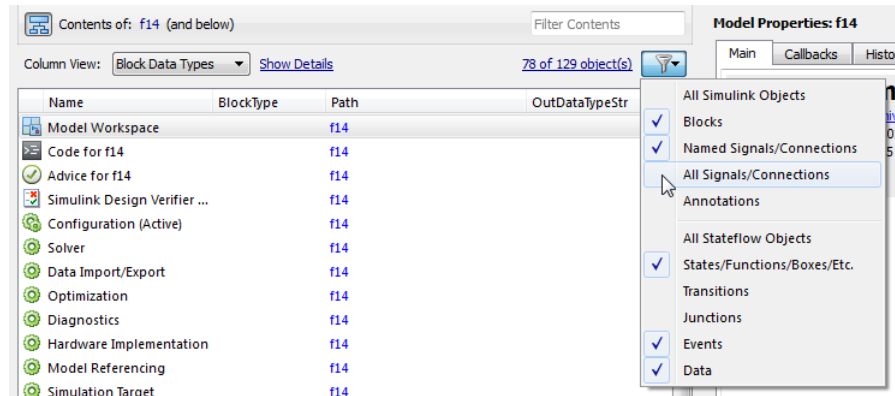 Contents of: f14 (and below)
Filter Contents
Column View: Block Data Types Show Details 78 of 129 object(s)
Name BlockType Path OutDataTypeStr
Model Workspace f14
Code for f14 f14
Advice for f14 f14
Simulink Design Verifier ... f14
Configuration (Active) f14
Solver f14
Data Import/Export f14
Optimization f14
Diagnostics f14
Hardware Implementation f14
Model Referencing f14
Simulation Target f14
Model Properties: f14
Main Callbacks Histo
All Simulink Objects
Blocks
Named Signals/Connections
All Signals/Connections
Annotations
All Stateflow Objects
States/Functions/Boxes/Etc.
Transitions
Junctions
Events
Data